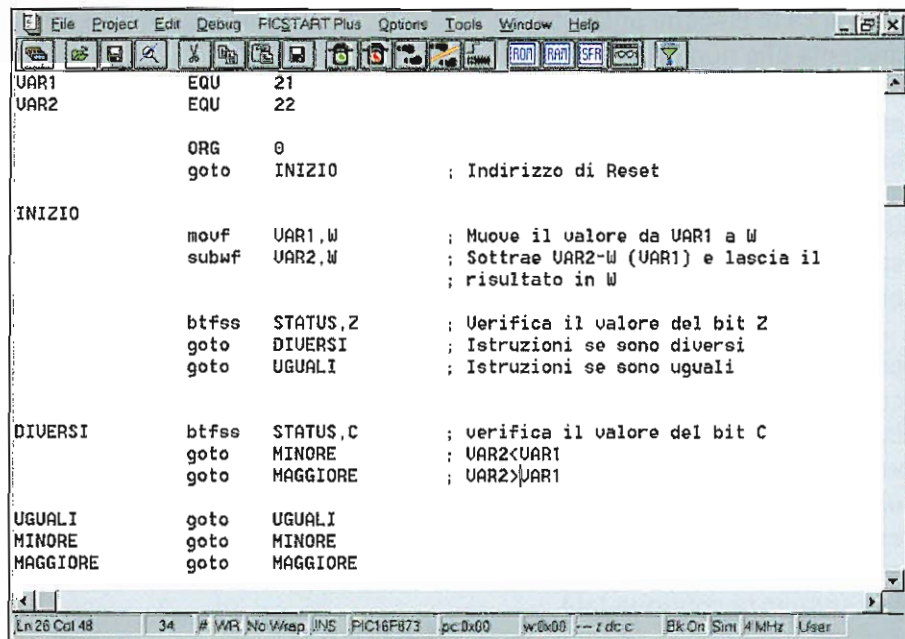 File Project Edit Debug PICSTART Plus Options Tools Window Help
ROM RAM SFR
VAR1 EQU 21
VAR2 EQU 22
ORG 0
goto INIZIO ; Indirizzo di Reset
INIZIO
movf VAR1,W ; Muove il valore da VAR1 a W
subwf VAR2,W ; Sottrae VAR2-W (VAR1) e lascia il
; risultato in W
btfss STATUS,Z ; Verifica il valore del bit Z
goto DIVERSI ; Istruzioni se sono diversi
goto UGUALI ; Istruzioni se sono uguali
DIVERSI btfss STATUS,C ; verifica il valore del bit C
goto MINORE ; VAR2<VAR1
goto MAGGIORE ; VAR2>VAR1
UGUALI goto UGUALI
MINORE goto MINORE
MAGGIORE goto MAGGIORE
Ln 26 Col 48 34 # WR No Wrap INS PIC16F873 pc:0x00 w:0x00 -- z dc c Bk On Sim 4 MHz User